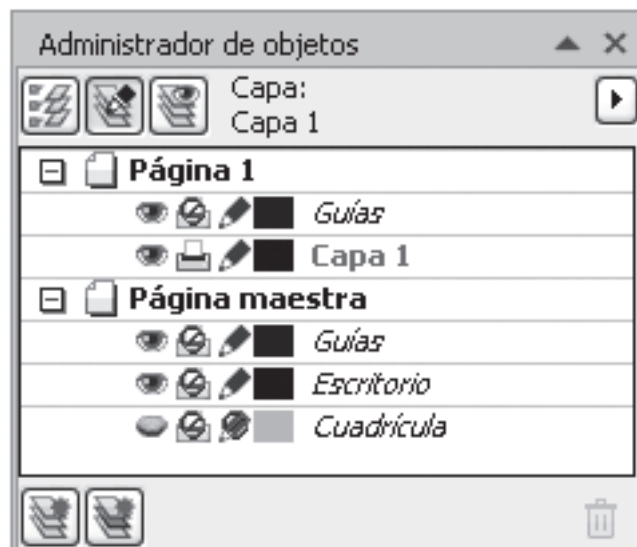 Administrador de objetos
Capa:
Capa 1
Página 1
Guías
Capa 1
Página maestra
Guías
Escritorio
Cuadrícula